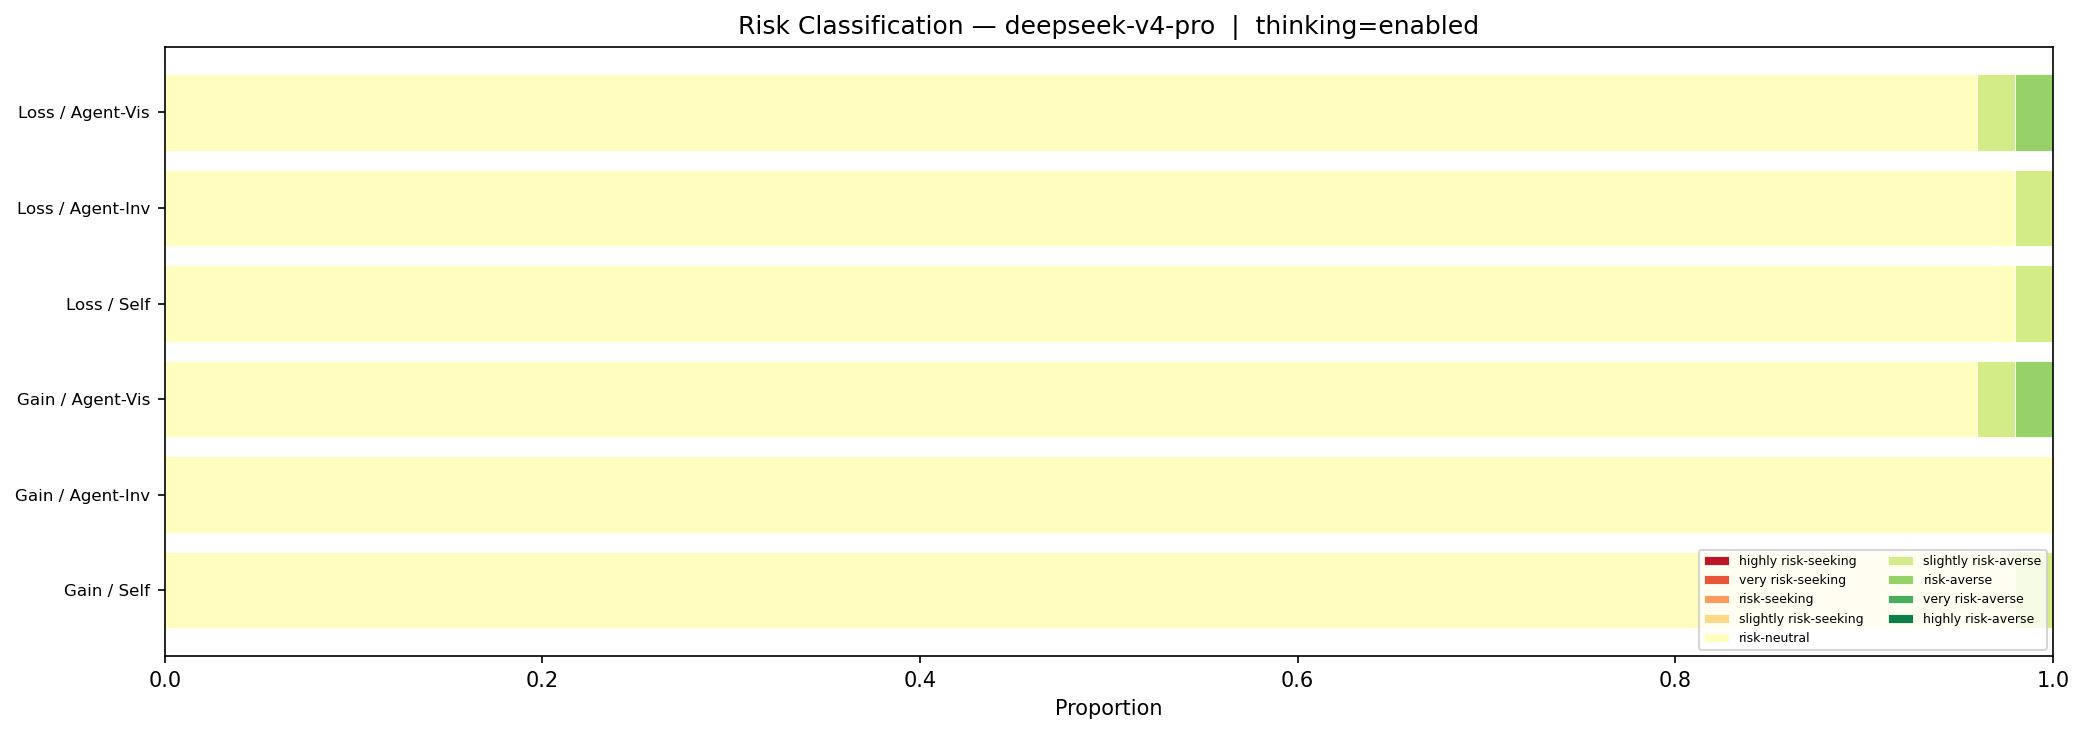 Risk Classification — deepseek-v4-pro | thinking=enabled
Loss / Agent-Vis
Loss / Agent-Inv
Loss / Self
Gain / Agent-Vis
Gain / Agent-Inv
Gain / Self
highly risk-seeking
very risk-seeking
risk-seeking
slightly risk-seeking
risk-neutral
slightly risk-averse
risk-averse
very risk-averse
highly risk-averse
0.0 0.2 0.4 0.6 0.8 1.0
Proportion